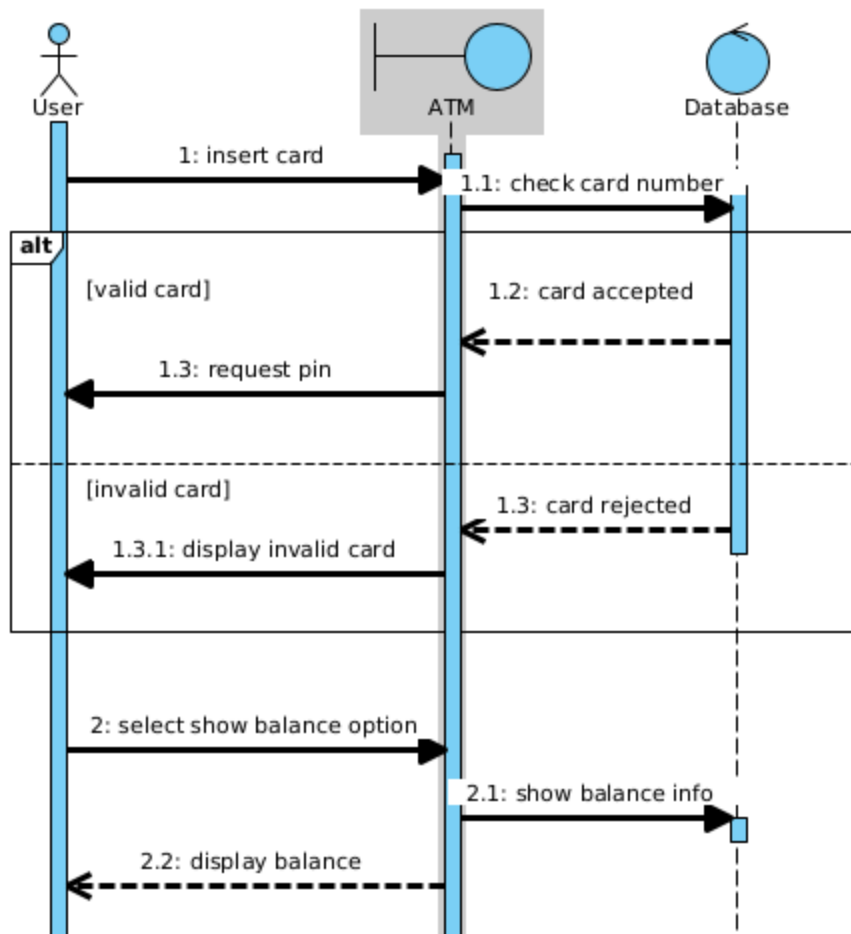 User
ATM
Database
1: insert card
1.1: check card number
alt
[valid card]
1.2: card accepted
1.3: request pin
[invalid card]
1.3: card rejected
1.3.1: display invalid card
2: select show balance option
2.1: show balance info
2.2: display balance